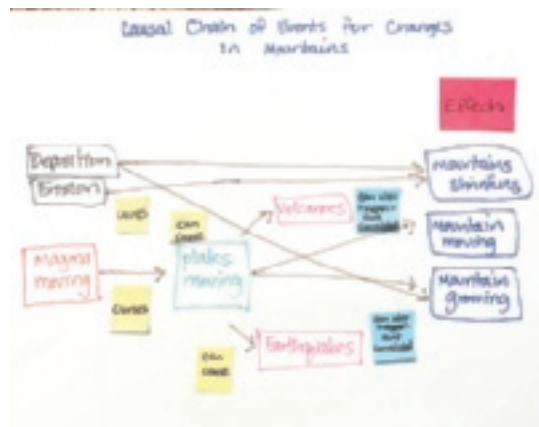 Causal Chain of Events for Changes
in Mountains
Effects
Deposition
Erosion
Mountains
shrinking
Volcanoes
can
cause
Mountain
moving
Magma
moving
plates
moving
Mountain
growing
Causes
Earthquakes
can
cause